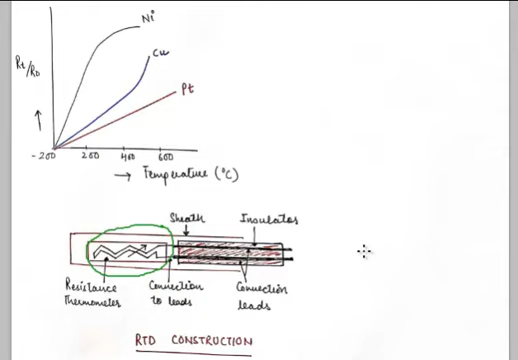 Ni
Cu
Rt/R0
Pt
-200 200 400 600
→ Temperature (°C)
Sheath Insulator
Resistance Thermometer
Connection to leads
Connection leads
RTD CONSTRUCTION